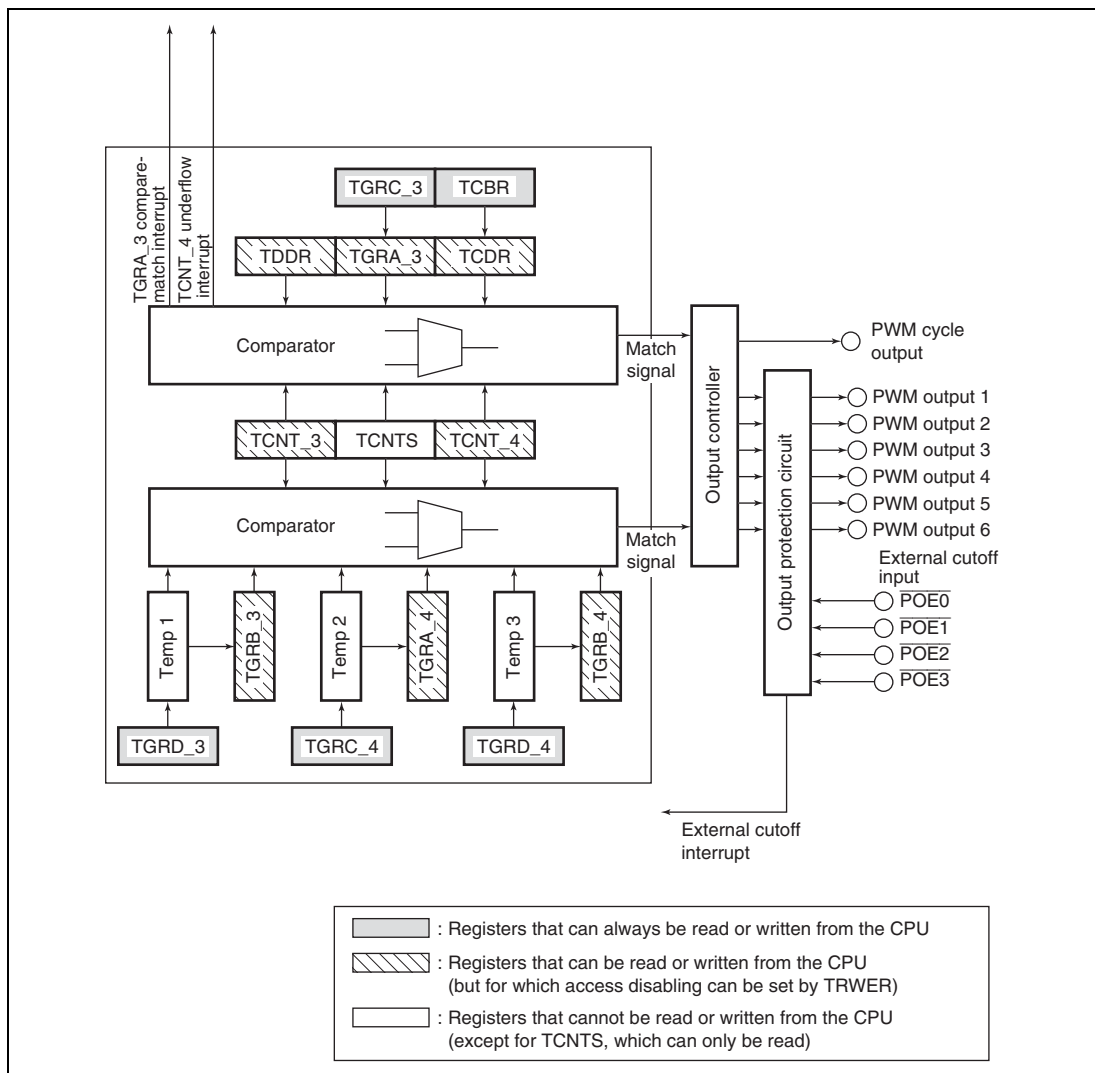 TGRA_3 compare-
match interrupt
TCNT_4 underflow
interrupt
TGRC_3
TCBR
TDDR
TGRA_3
TCDR
Comparator
Match
signal
PWM cycle
output
Output controller
Output protection circuit
PWM output 1
PWM output 2
PWM output 3
PWM output 4
PWM output 5
PWM output 6
TCNT_3
TCNTS
TCNT_4
Comparator
Match
signal
External cutoff
input
P̅O̅E̅0̅
P̅O̅E̅1̅
P̅O̅E̅2̅
P̅O̅E̅3̅
Temp 1
TGRB_3
Temp 2
TGRA_4
Temp 3
TGRB_4
TGRD_3
TGRC_4
TGRD_4
External cutoff
interrupt
: Registers that can always be read or written from the CPU
: Registers that can be read or written from the CPU
(but for which access disabling can be set by TRWER)
: Registers that cannot be read or written from the CPU
(except for TCNTS, which can only be read)